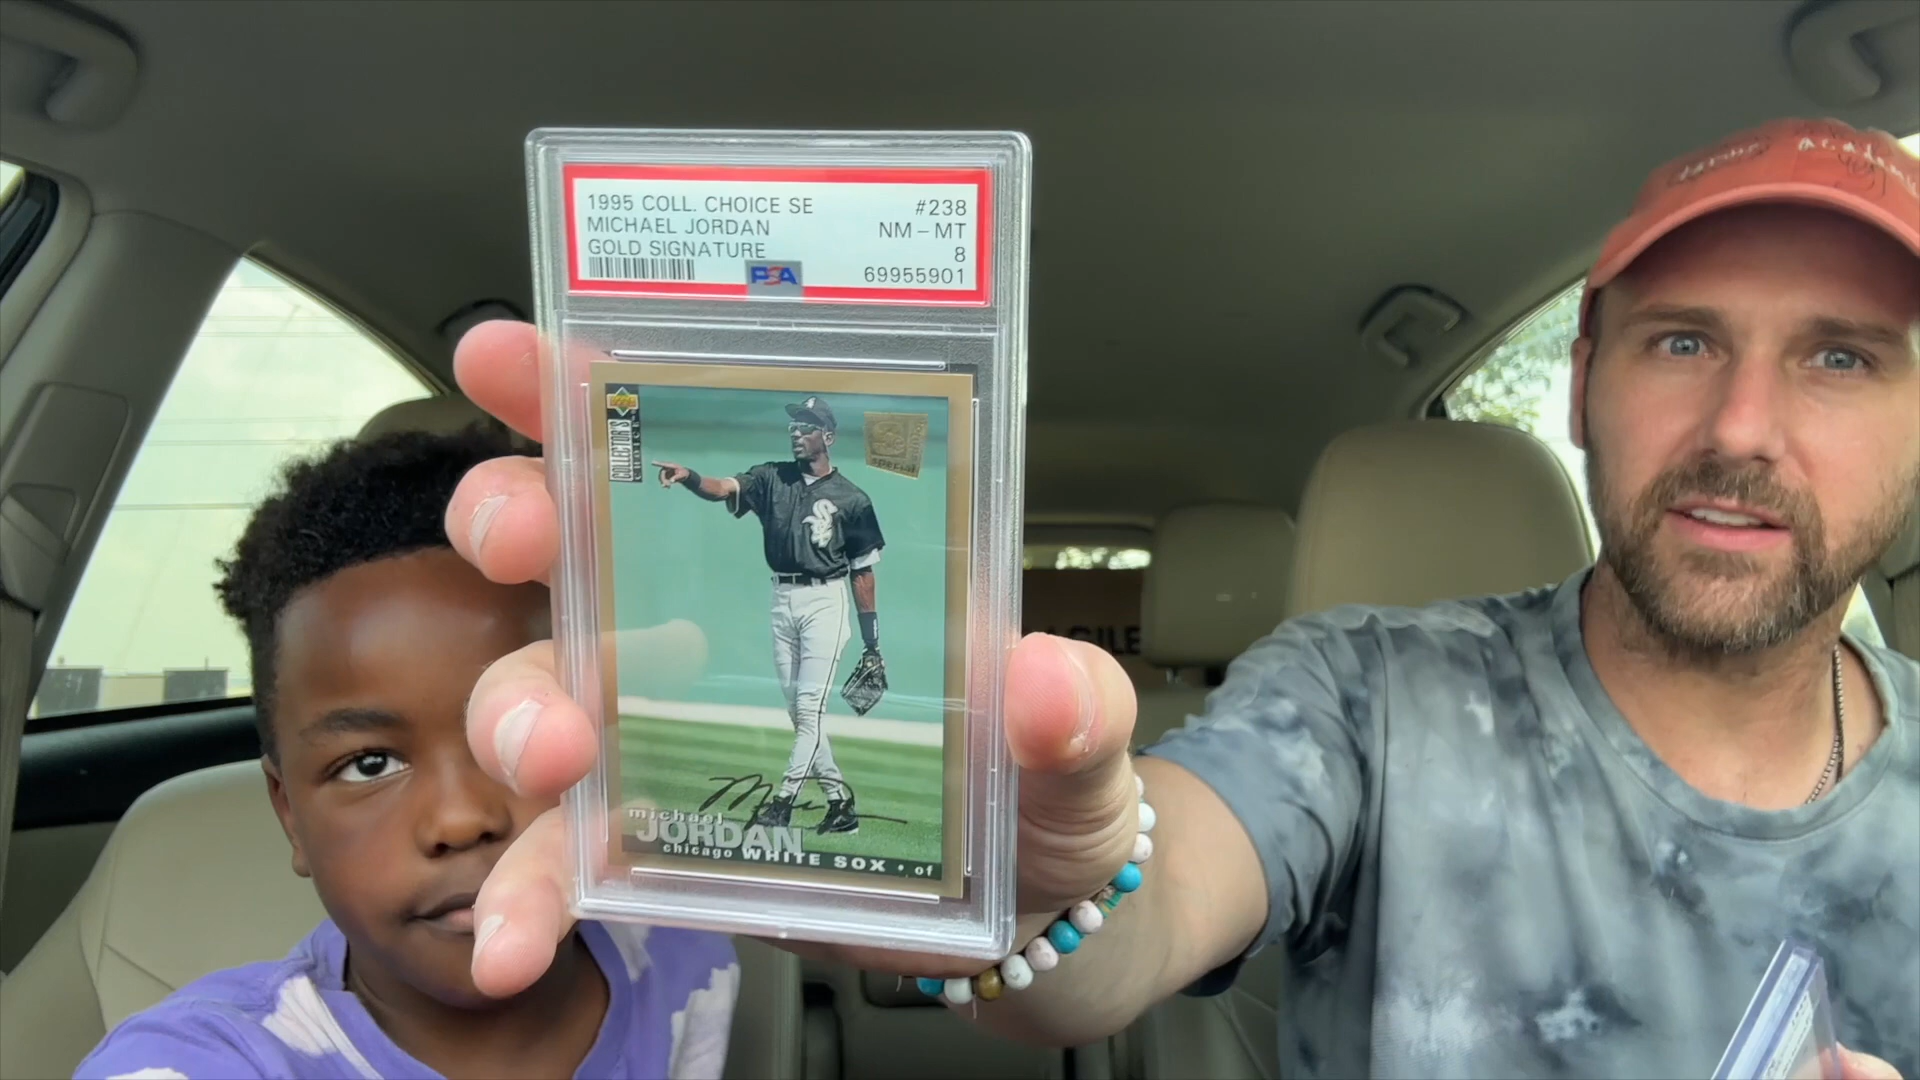 1995 COLL. CHOICE SE #238
MICHAEL JORDAN NM-MT
GOLD SIGNATURE 8
PSA 69955901
COLLECTOR'S
CHOICE
special
michael
JORDAN
chicago WHITE SOX • of